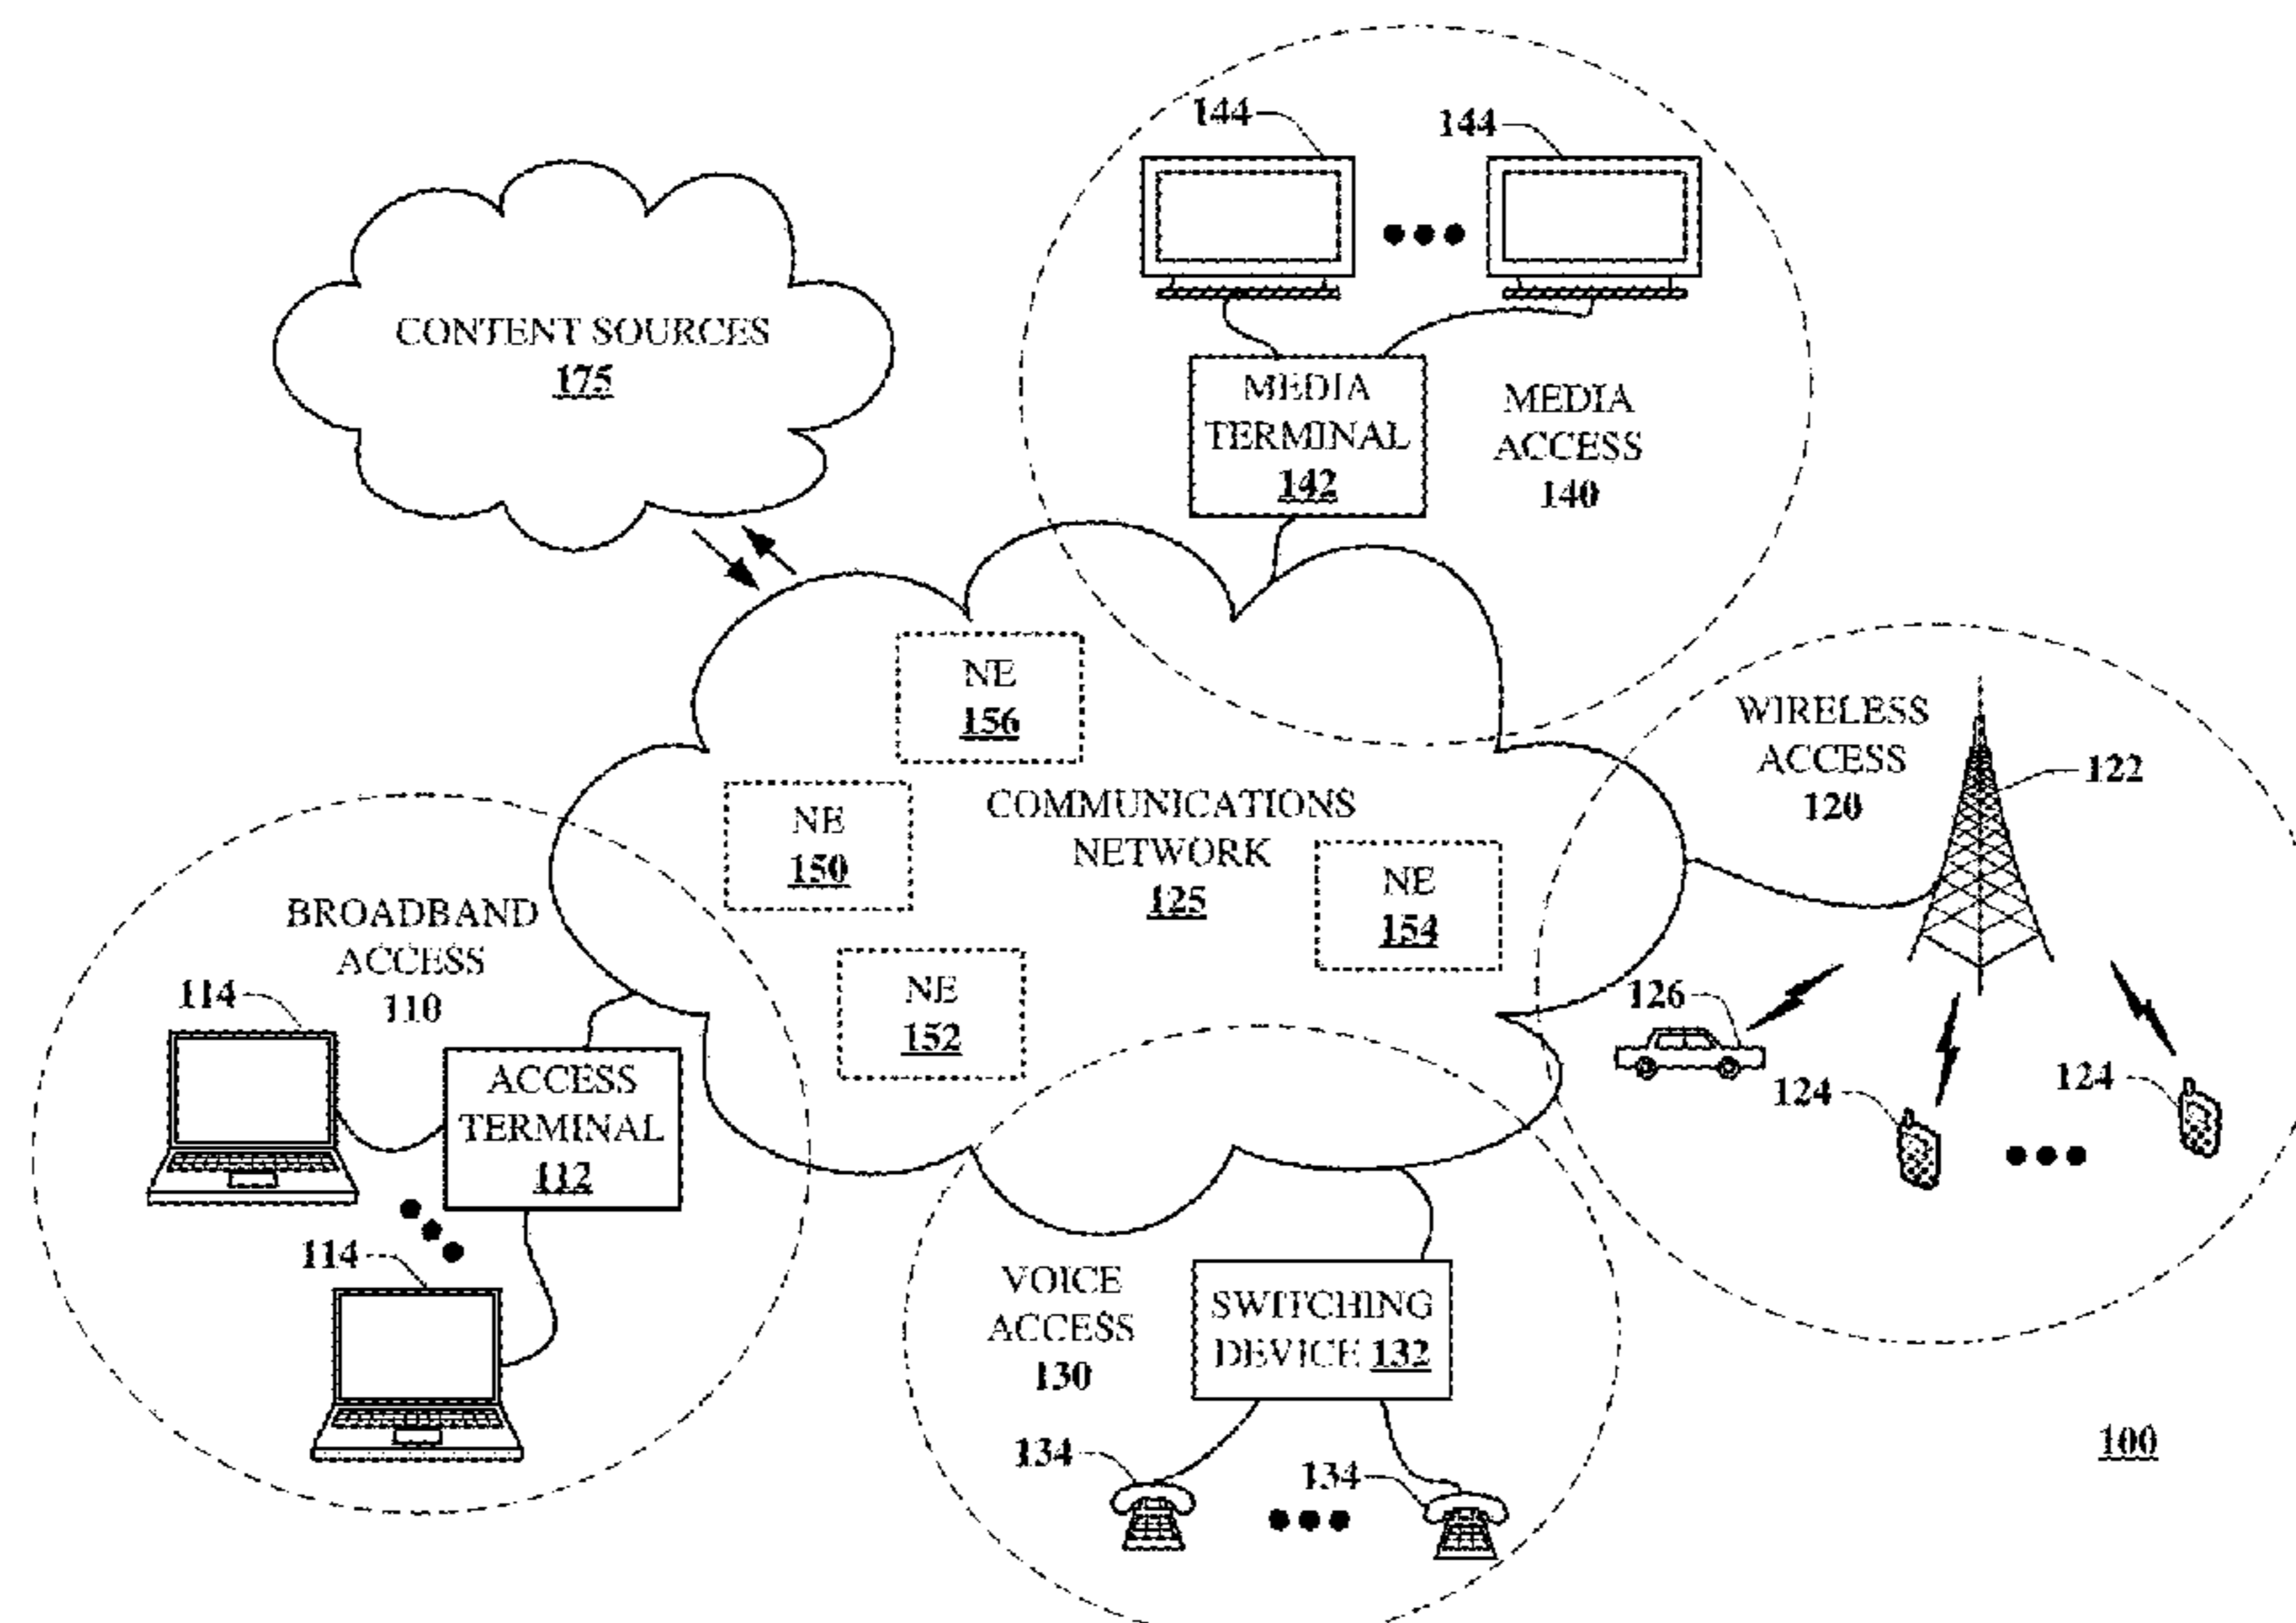 144
144
CONTENT SOURCES
175
MEDIA
TERMINAL
142
MEDIA
ACCESS
140
NE
156
WIRELESS
ACCESS
120
122
NE
150
COMMUNICATIONS
NETWORK
125
NE
154
BROADBAND
ACCESS
110
NE
152
114
126
ACCESS
TERMINAL
112
124
124
114
VOICE
ACCESS
130
SWITCHING
DEVICE 132
134
134
100